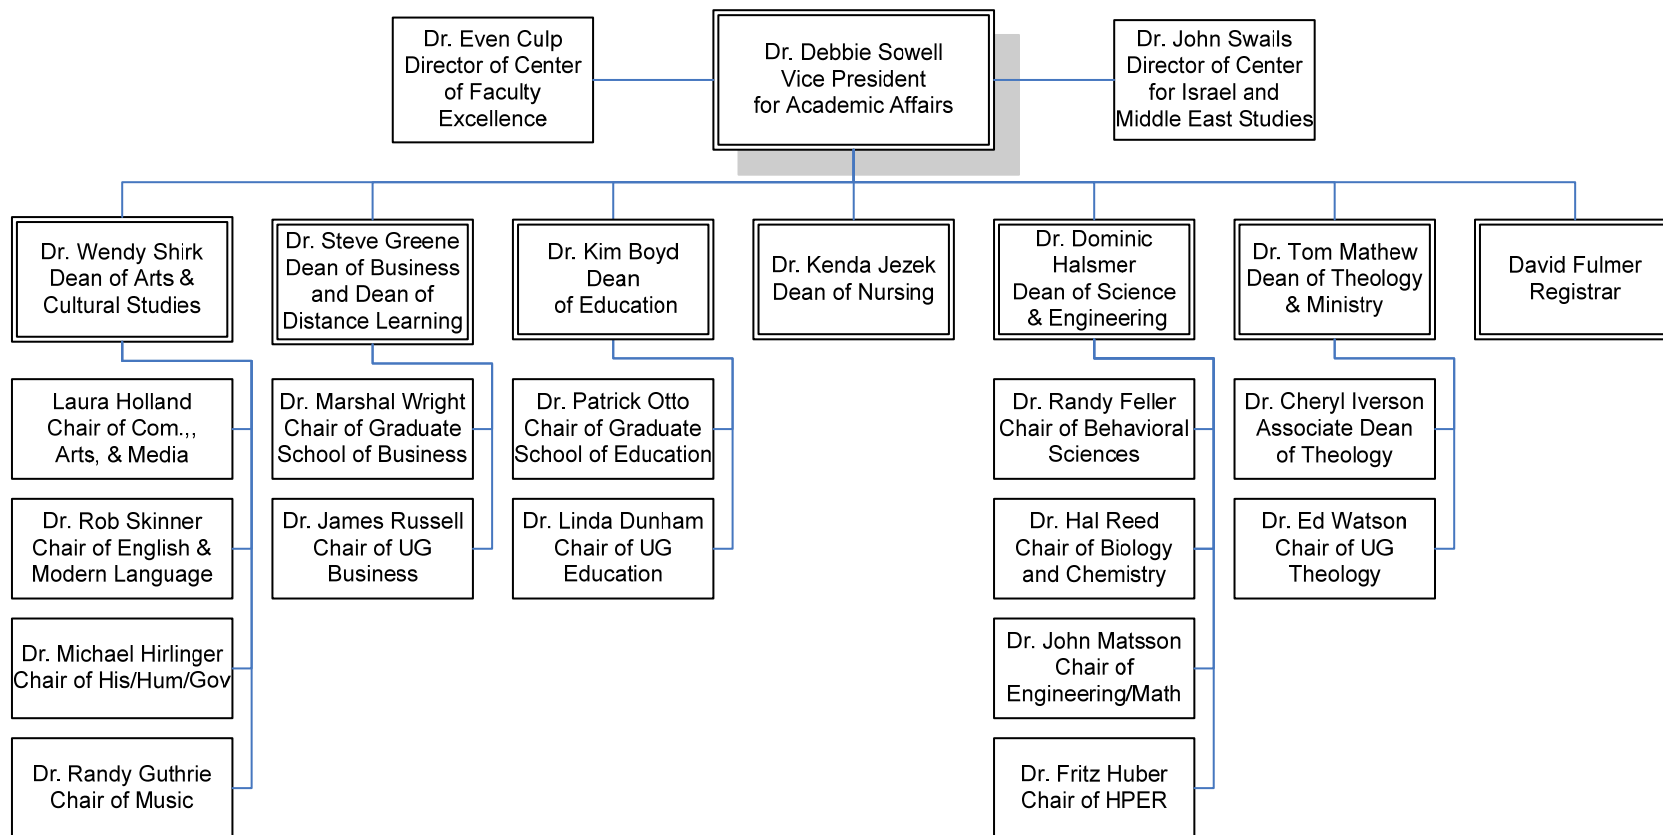 Dr. Even Culp
Director of Center
of Faculty
Excellence
Dr. Debbie Sowell
Vice President
for Academic Affairs
Dr. John Swails
Director of Center
for Israel and
Middle East Studies
Dr. Wendy Shirk
Dean of Arts &
Cultural Studies
Dr. Steve Greene
Dean of Business
and Dean of
Distance Learning
Dr. Kim Boyd
Dean
of Education
Dr. Kenda Jezek
Dean of Nursing
Dr. Dominic
Halsmer
Dean of Science
& Engineering
Dr. Tom Mathew
Dean of Theology
& Ministry
David Fulmer
Registrar
Laura Holland
Chair of Com.,,
Arts, & Media
Dr. Marshal Wright
Chair of Graduate
School of Business
Dr. Patrick Otto
Chair of Graduate
School of Education
Dr. Randy Feller
Chair of Behavioral
Sciences
Dr. Cheryl Iverson
Associate Dean
of Theology
Dr. Rob Skinner
Chair of English &
Modern Language
Dr. James Russell
Chair of UG
Business
Dr. Linda Dunham
Chair of UG
Education
Dr. Hal Reed
Chair of Biology
and Chemistry
Dr. Ed Watson
Chair of UG
Theology
Dr. Michael Hirlinger
Chair of His/Hum/Gov
Dr. John Matsson
Chair of
Engineering/Math
Dr. Randy Guthrie
Chair of Music
Dr. Fritz Huber
Chair of HPER